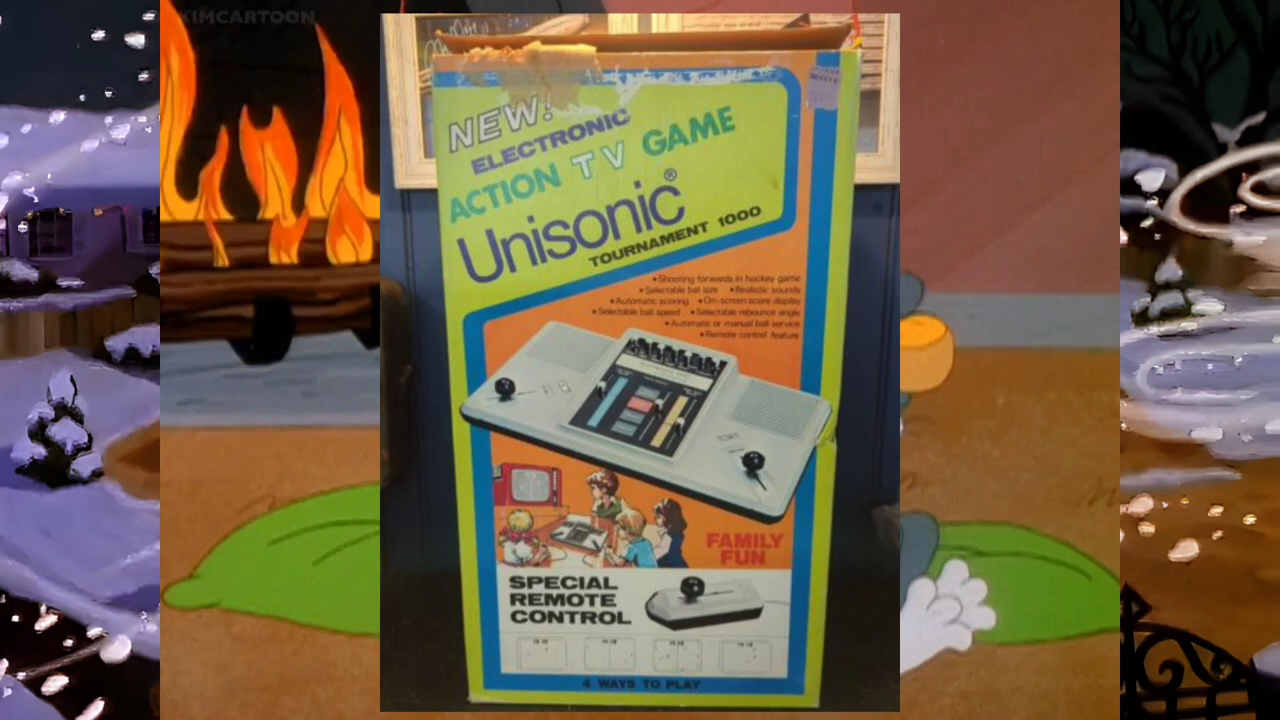 KIMCARTOON
NEW!
ELECTRONIC
ACTION TV GAME
Unisonic®
TOURNAMENT 1000
•Shooting forwards in hockey game
•Selectable bat size •Realistic sounds
•Automatic scoring •On-screen score display
•Selectable ball speed •Selectable rebounce angle
•Automatic or manual ball service
•Remote control feature
FAMILY
FUN
SPECIAL
REMOTE
CONTROL
4 WAYS TO PLAY